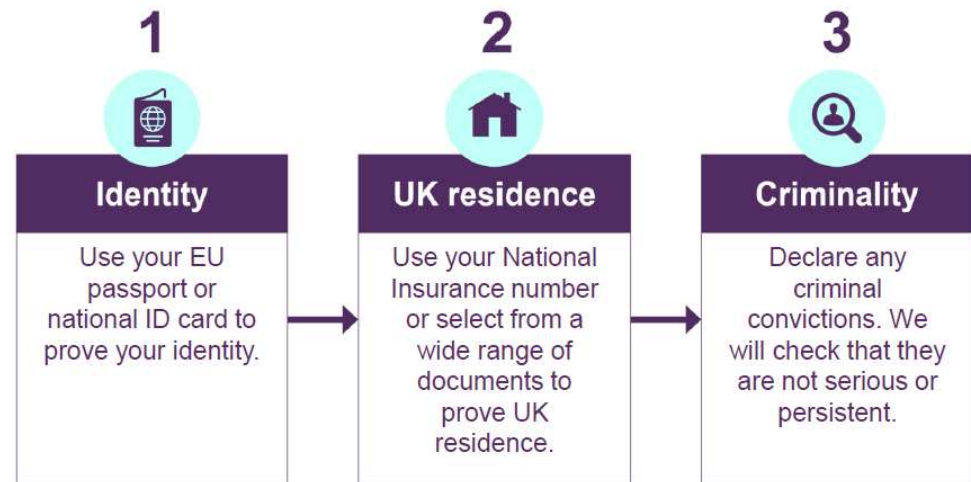 1
Identity
Use your EU
passport or
national ID card to
prove your identity.
2
UK residence
Use your National
Insurance number
or select from a
wide range of
documents to
prove UK
residence.
3
Criminality
Declare any
criminal
convictions. We
will check that they
are not serious or
persistent.